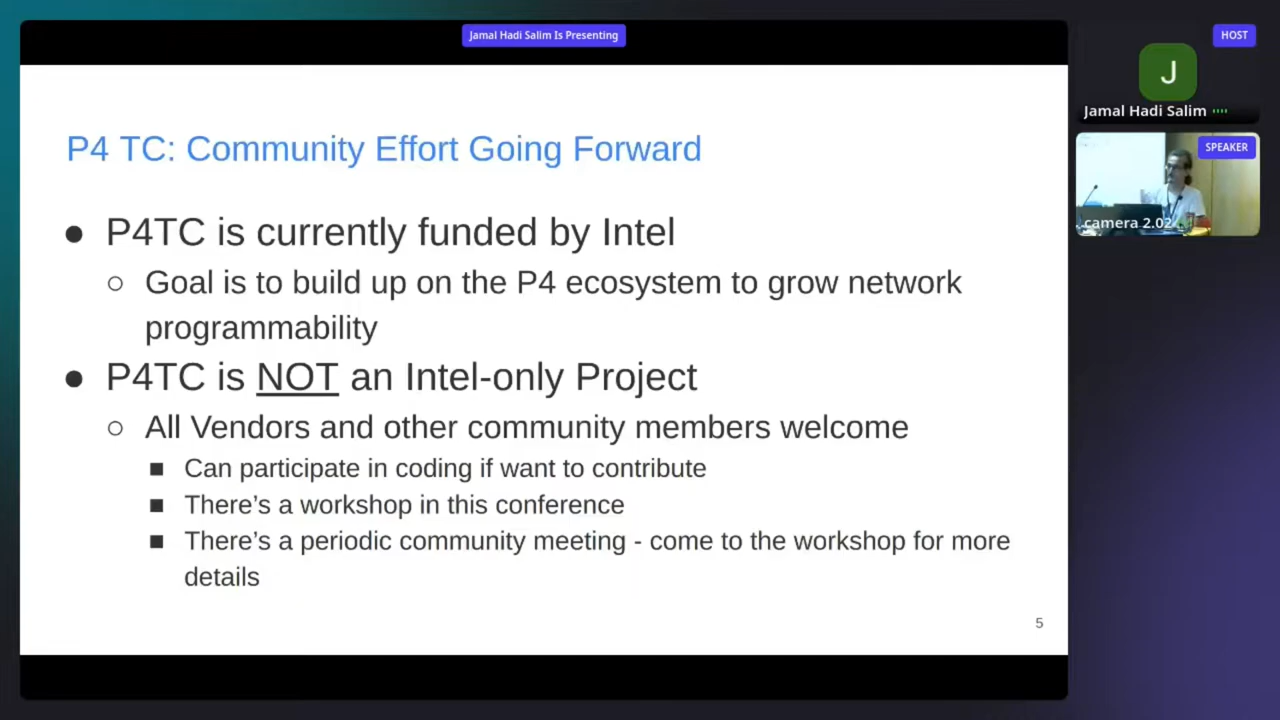 Jamal Hadi Salim Is Presenting
HOST
J
Jamal Hadi Salim
SPEAKER
camera 2.02
P4 TC: Community Effort Going Forward
● P4TC is currently funded by Intel
○ Goal is to build up on the P4 ecosystem to grow network
programmability
● P4TC is NOT an Intel-only Project
○ All Vendors and other community members welcome
■ Can participate in coding if want to contribute
■ There’s a workshop in this conference
■ There’s a periodic community meeting - come to the workshop for more
details
5